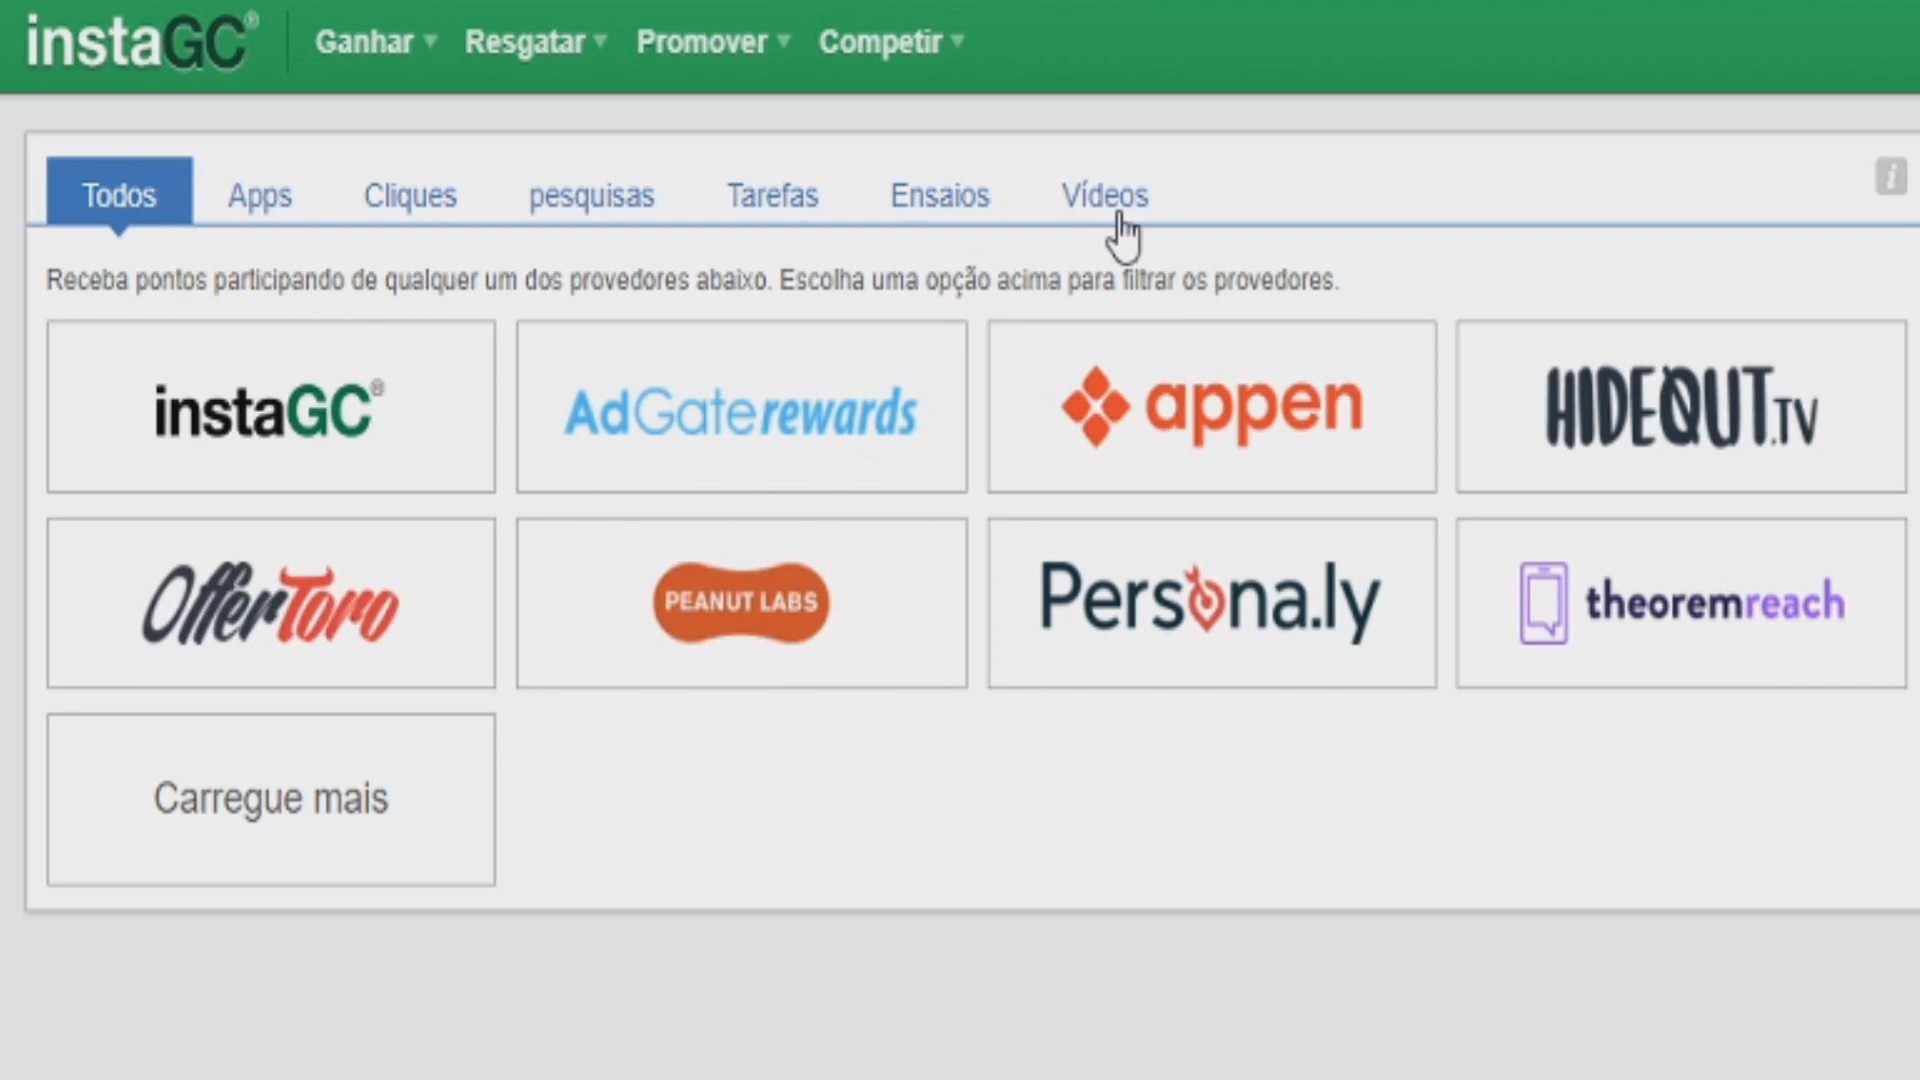 instaGC® Ganhar Resgatar Promover Competir
Todos Apps Cliques pesquisas Tarefas Ensaios Vídeos
i
Receba pontos participando de qualquer um dos provedores abaixo. Escolha uma opção acima para filtrar os provedores.
instaGC® AdGate rewards appen HIDEOUT.TV
OfferToro PEANUT LABS Persona.ly theoremreach
Carregue mais